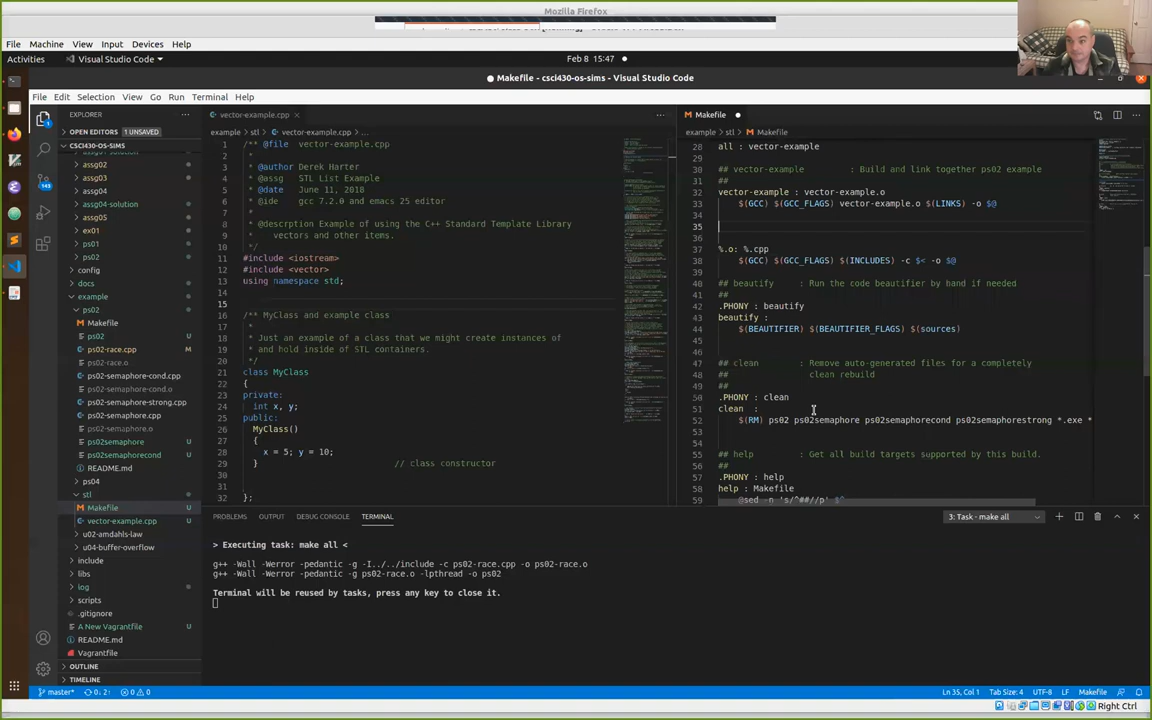 Mozilla Firefox
File Machine View Input Devices Help
Activities Visual Studio Code Feb 8 15:47
Makefile - csci430-os-sims - Visual Studio Code
File Edit Selection View Go Run Terminal Help
EXPLORER
OPEN EDITORS 1 UNSAVED
CSCI430-OS-SIMS
assg01-solution
assg02
assg03
assg04
assg04-solution
assg05
ex01
ps01
ps02
config
docs
example
ps02
Makefile
ps02 U
ps02-race.cpp M
ps02-race.o
ps02-semaphore-cond.cpp U
ps02-semaphore-cond.o
ps02-semaphore-strong.cpp U
ps02-semaphore.cpp U
ps02-semaphore.o
ps02semaphore U
ps02semaphorecond U
README.md
ps04
stl
Makefile U
vector-example.cpp U
u02-amdahls-law
u04-buffer-overflow
include
libs
log
scripts
.gitignore
A New Vagrantfile U
README.md
Vagrantfile
OUTLINE
TIMELINE
vector-example.cpp
example > stl > vector-example.cpp > ...
1 /** @file vector-example.cpp
2 *
3 * @author Derek Harter
4 * @assg STL List Example
5 * @date June 11, 2018
6 * @ide gcc 7.2.0 and emacs 25 editor
7 *
8 * @descrption Example of using the C++ Standard Template Library
9 * vectors and other items.
10 */
11 #include <iostream>
12 #include <vector>
13 using namespace std;
14
15
16 /** MyClass and example class
17 *
18 * Just an example of a class that we might create instances of
19 * and hold inside of STL containers.
20 */
21 class MyClass
22 {
23 private:
24 int x, y;
25 public:
26 MyClass()
27 {
28 x = 5; y = 10;
29 } // class constructor
30
31
32 };
Makefile
example > stl > Makefile
28 all : vector-example
29
30 ## vector-example : Build and link together ps02 example
31 ##
32 vector-example : vector-example.o
33 $(GCC) $(GCC_FLAGS) vector-example.o $(LINKS) -o $@
34
35
36
37 %.o: %.cpp
38 $(GCC) $(GCC_FLAGS) $(INCLUDES) -c $< -o $@
39
40 ## beautify : Run the code beautifier by hand if needed
41 ##
42 .PHONY : beautify
43 beautify :
44 $(BEAUTIFIER) $(BEAUTIFIER_FLAGS) $(sources)
45
46
47 ## clean : Remove auto-generated files for a completely
48 ## clean rebuild
49 ##
50 .PHONY : clean
51 clean :
52 $(RM) ps02 ps02semaphore ps02semaphorecond ps02semaphorestrong *.exe *
53
54
55 ## help : Get all build targets supported by this build.
56 ##
57 .PHONY : help
58 help : Makefile
59 @sed -n 's/^##//p' $^
PROBLEMS OUTPUT DEBUG CONSOLE TERMINAL 3: Task - make all
> Executing task: make all <
g++ -Wall -Werror -pedantic -g -I../../include -c ps02-race.cpp -o ps02-race.o
g++ -Wall -Werror -pedantic -g ps02-race.o -lpthread -o ps02
Terminal will be reused by tasks, press any key to close it.
master* 0↓ 2↑ 0 0 Ln 35, Col 1 Tab Size: 4 UTF-8 LF Makefile
Right Ctrl